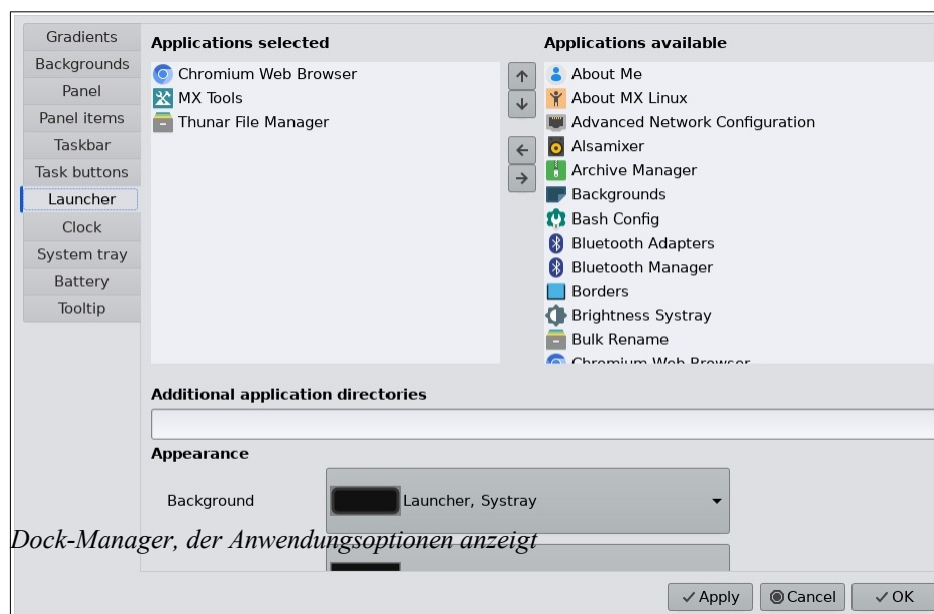 Gradients
Backgrounds
Panel
Panel items
Taskbar
Task buttons
Launcher
Clock
System tray
Battery
Tooltip
Applications selected
Chromium Web Browser
MX Tools
Thunar File Manager
Applications available
About Me
About MX Linux
Advanced Network Configuration
Alsamixer
Archive Manager
Backgrounds
Bash Config
Bluetooth Adapters
Bluetooth Manager
Borders
Brightness Systray
Bulk Rename
Chromium Web Browser
Additional application directories
Appearance
Background
Launcher, Systray
Dock-Manager, der Anwendungsoptionen anzeigt
Apply
Cancel
OK